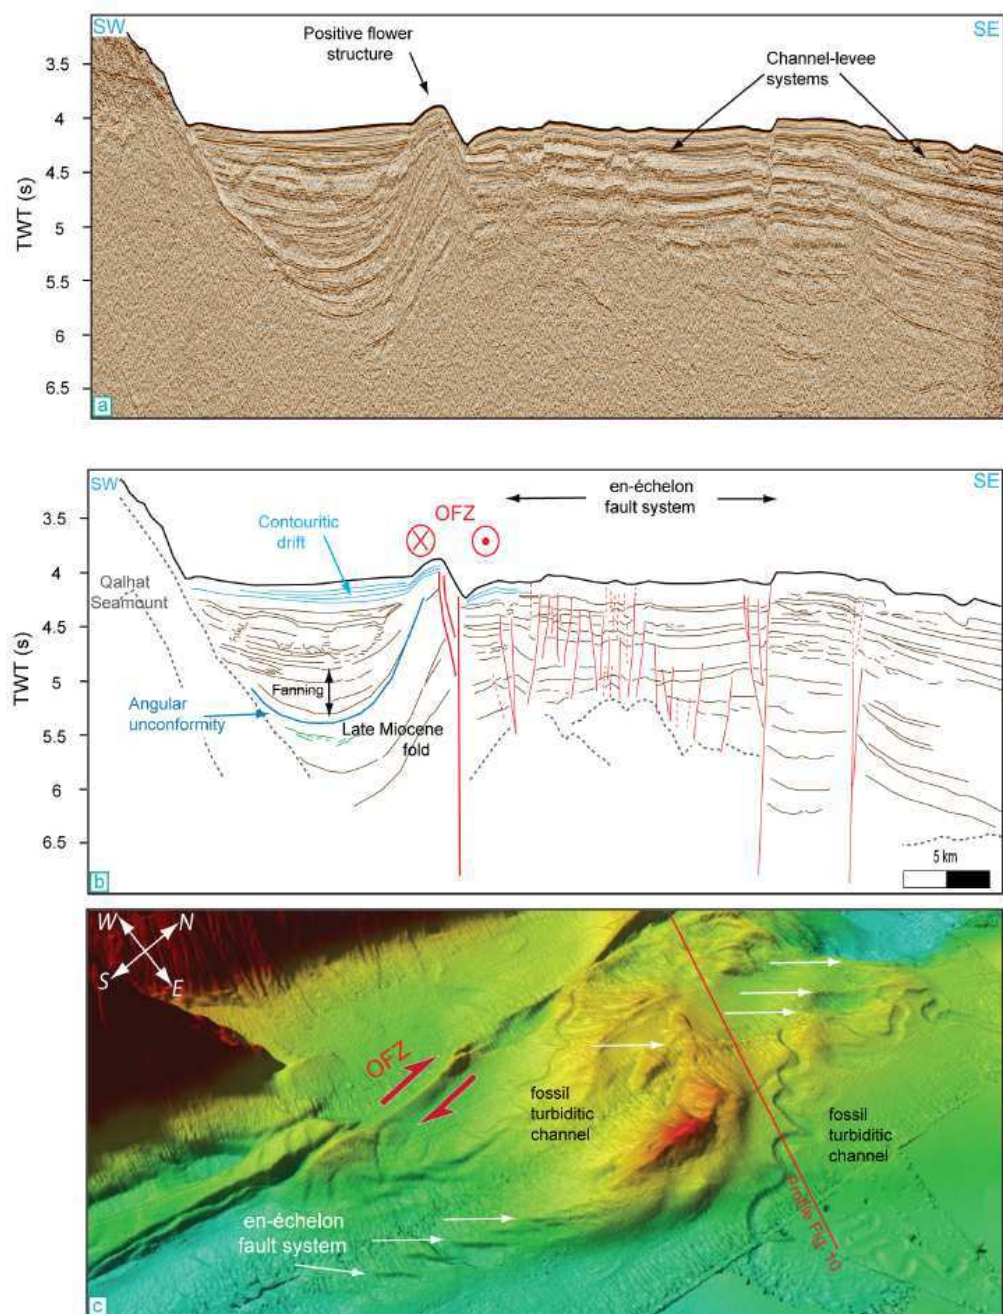 SW
SE
Positive flower
structure
Channel-levee
systems
TWT (s)
3.5
4
4.5
5
5.5
6
6.5
a
SW
SE
en-échelon
fault system
OFZ
Contouritic
drift
Qalhat
Seamount
Fanning
Angular
unconformity
Late Miocene
fold
TWT (s)
3.5
4
4.5
5
5.5
6
6.5
5 km
b
W
N
S
E
OFZ
fossil
turbiditic
channel
fossil
turbiditic
channel
en-échelon
fault system
Profile Fig. 10
c